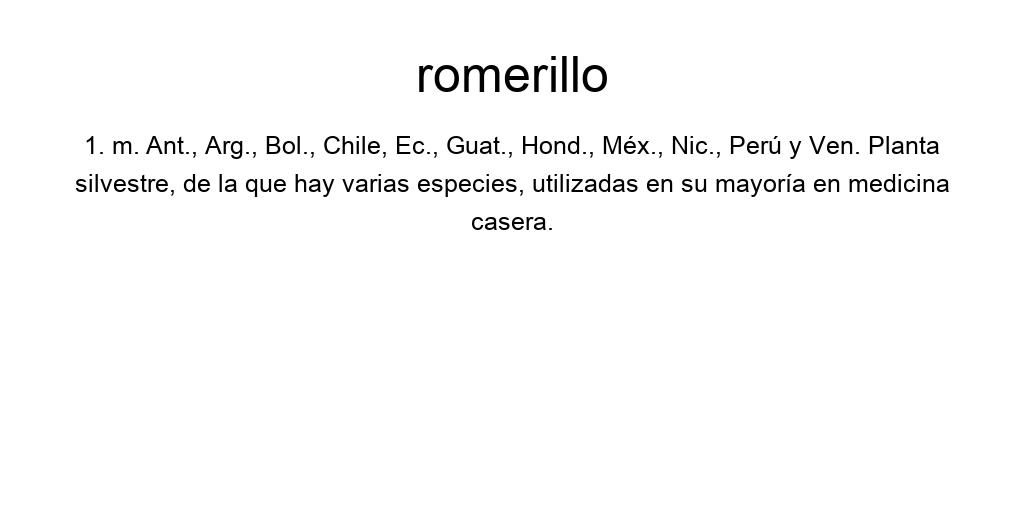 romerillo
1. m. Ant., Arg., Bol., Chile, Ec., Guat., Hond., Méx., Nic., Perú y Ven. Planta
silvestre, de la que hay varias especies, utilizadas en su mayoría en medicina
casera.